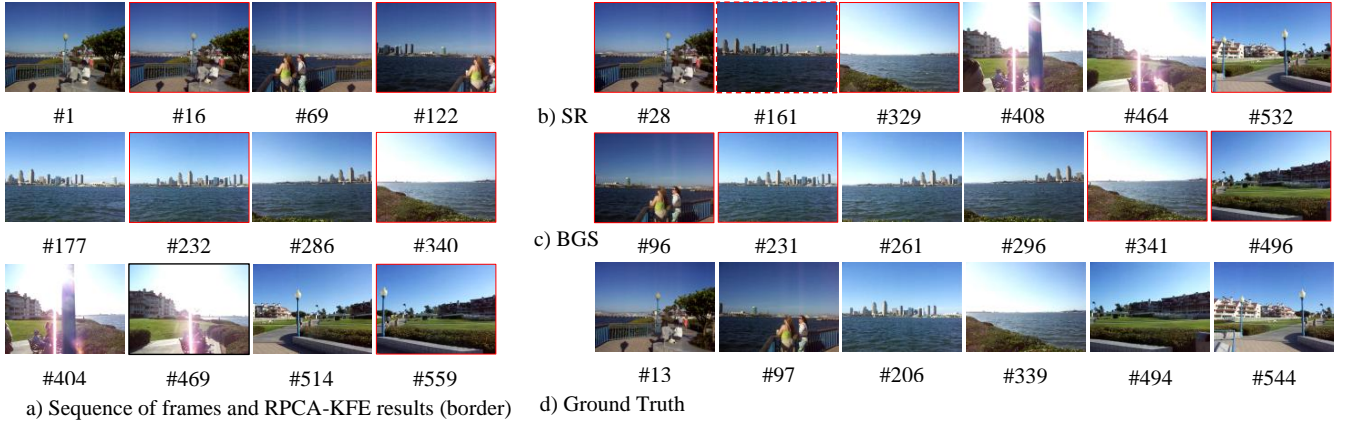 #1 #16 #69 #122
#177 #232 #286 #340
#404 #469 #514 #559
a) Sequence of frames and RPCA-KFE results (border)
b) SR #28 #161 #329 #408 #464 #532
c) BGS #96 #231 #261 #296 #341 #496
#13 #97 #206 #339 #494 #544
d) Ground Truth